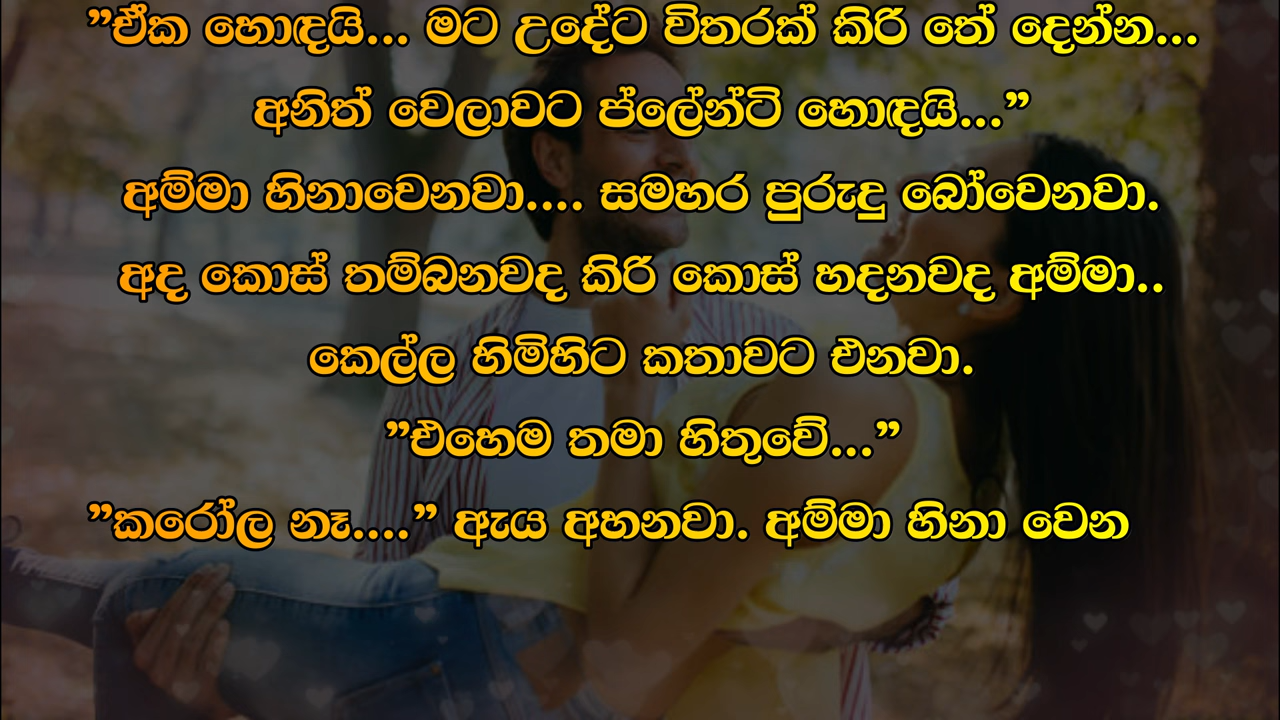 ”ඒක හොඳයි... මට උදේට විතරක් කිරි තේ දෙන්න...
අනිත් වෙලාවට ප්ලේන්ටි හොඳයි...”
අම්මා හිනාවෙනවා.... සමහර පුරුදු බෝවෙනවා.
අද කොස් තම්බනවද කිරි කොස් හදනවද අම්මා..
කෙල්ල හිමිහිට කතාවට එනවා.
”එහෙම තමා හිතුවේ...”
”කරෝල නෑ....” ඇය අහනවා. අම්මා හිනා වෙන